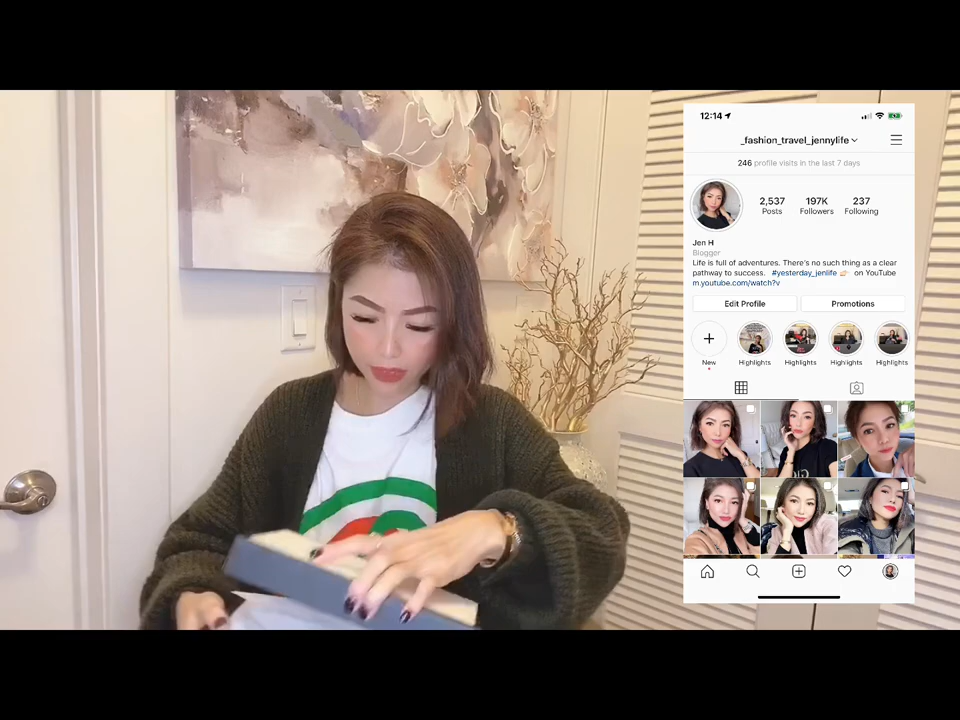 12:14
_fashion_travel_jennylife
246 profile visits in the last 7 days
2,537 197K 237
Posts Followers Following
Jen H
Blogger
Life is full of adventures. There's no such thing as a clear
pathway to success. #yesterday_jenlife 👉🏻 on YouTube
m.youtube.com/watch?v
Edit Profile Promotions
New Highlights Highlights Highlights Highlights